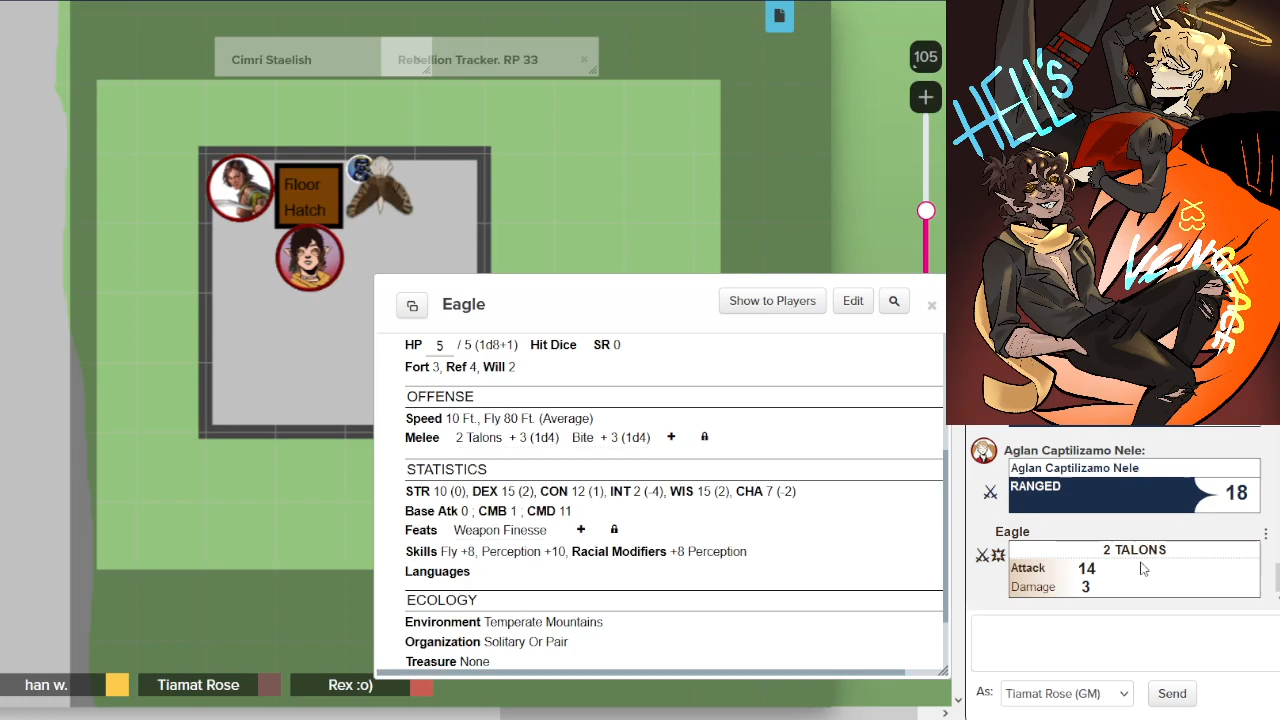 Cimri Staelish
Rebellion Tracker. RP 33
105
Floor
Hatch
HELL'S
VENGEACE
Eagle
Show to Players
Edit
HP 5 / 5 (1d8+1) Hit Dice SR 0
Fort 3, Ref 4, Will 2
OFFENSE
Speed 10 Ft., Fly 80 Ft. (Average)
Melee 2 Talons + 3 (1d4) Bite + 3 (1d4)
STATISTICS
STR 10 (0), DEX 15 (2), CON 12 (1), INT 2 (-4), WIS 15 (2), CHA 7 (-2)
Base Atk 0 ; CMB 1 ; CMD 11
Feats Weapon Finesse
Skills Fly +8, Perception +10, Racial Modifiers +8 Perception
Languages
ECOLOGY
Environment Temperate Mountains
Organization Solitary Or Pair
Treasure None
Aglan Captilizamo Nele:
Aglan Captilizamo Nele
RANGED 18
Eagle
2 TALONS
Attack 14
Damage 3
han w.
Tiamat Rose
Rex :o)
As: Tiamat Rose (GM)
Send